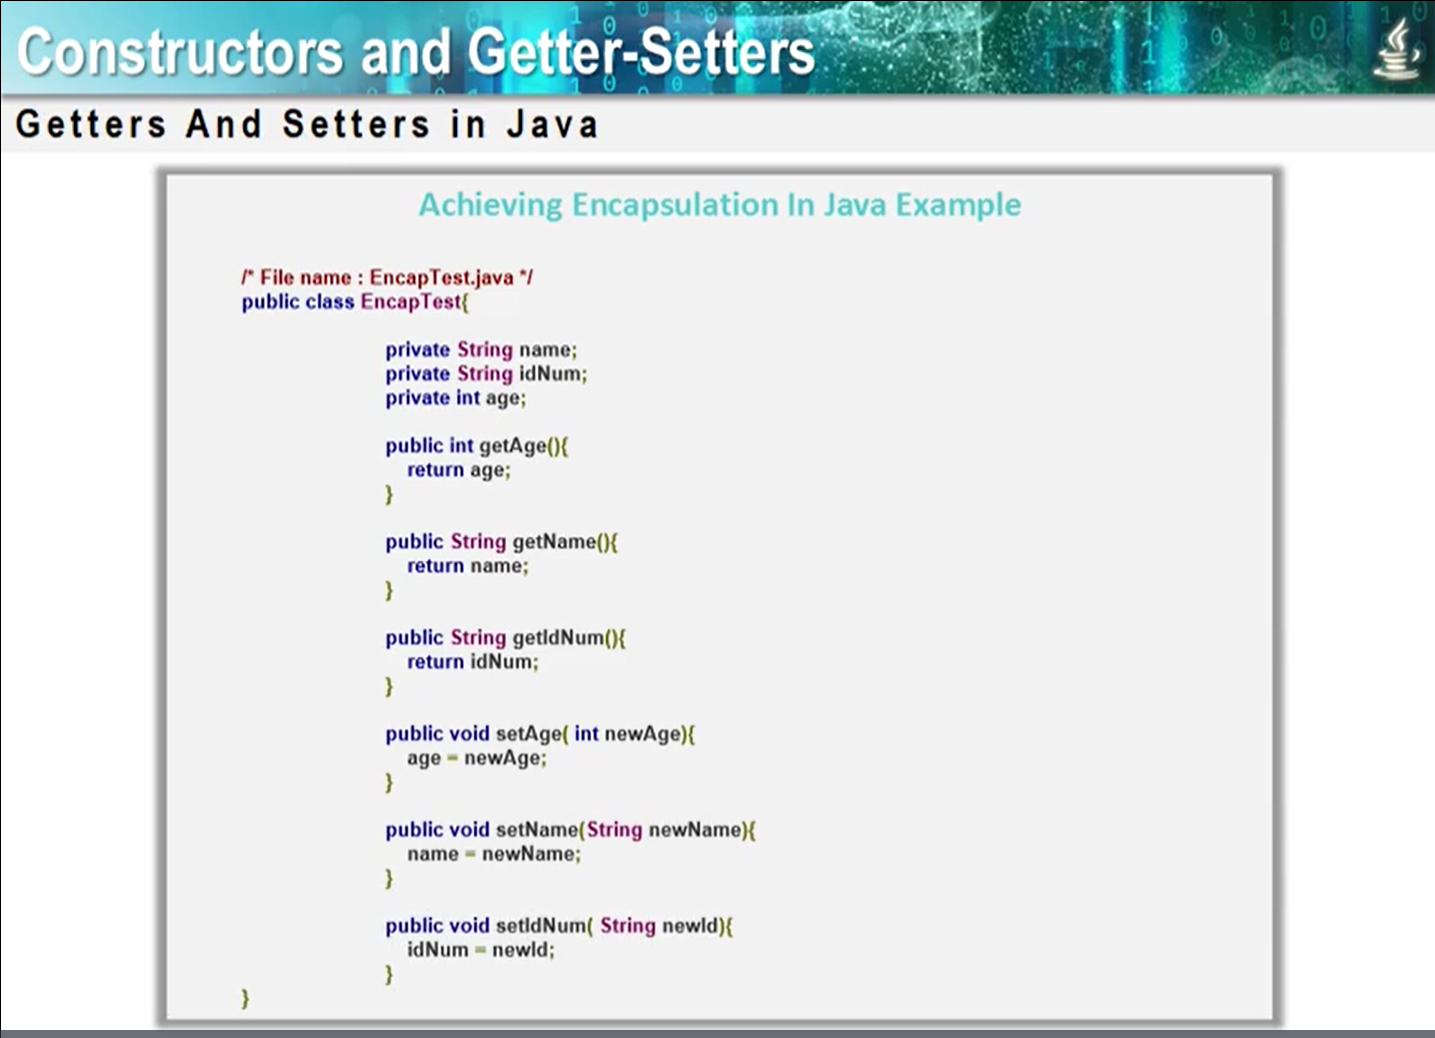 Constructors and Getter-Setters
Getters And Setters in Java
Achieving Encapsulation In Java Example
/* File name : EncapTest.java */
public class EncapTest{
private String name;
private String idNum;
private int age;
public int getAge(){
return age;
}
public String getName(){
return name;
}
public String getIdNum(){
return idNum;
}
public void setAge( int newAge){
age = newAge;
}
public void setName(String newName){
name = newName;
}
public void setIdNum( String newId){
idNum = newId;
}
}